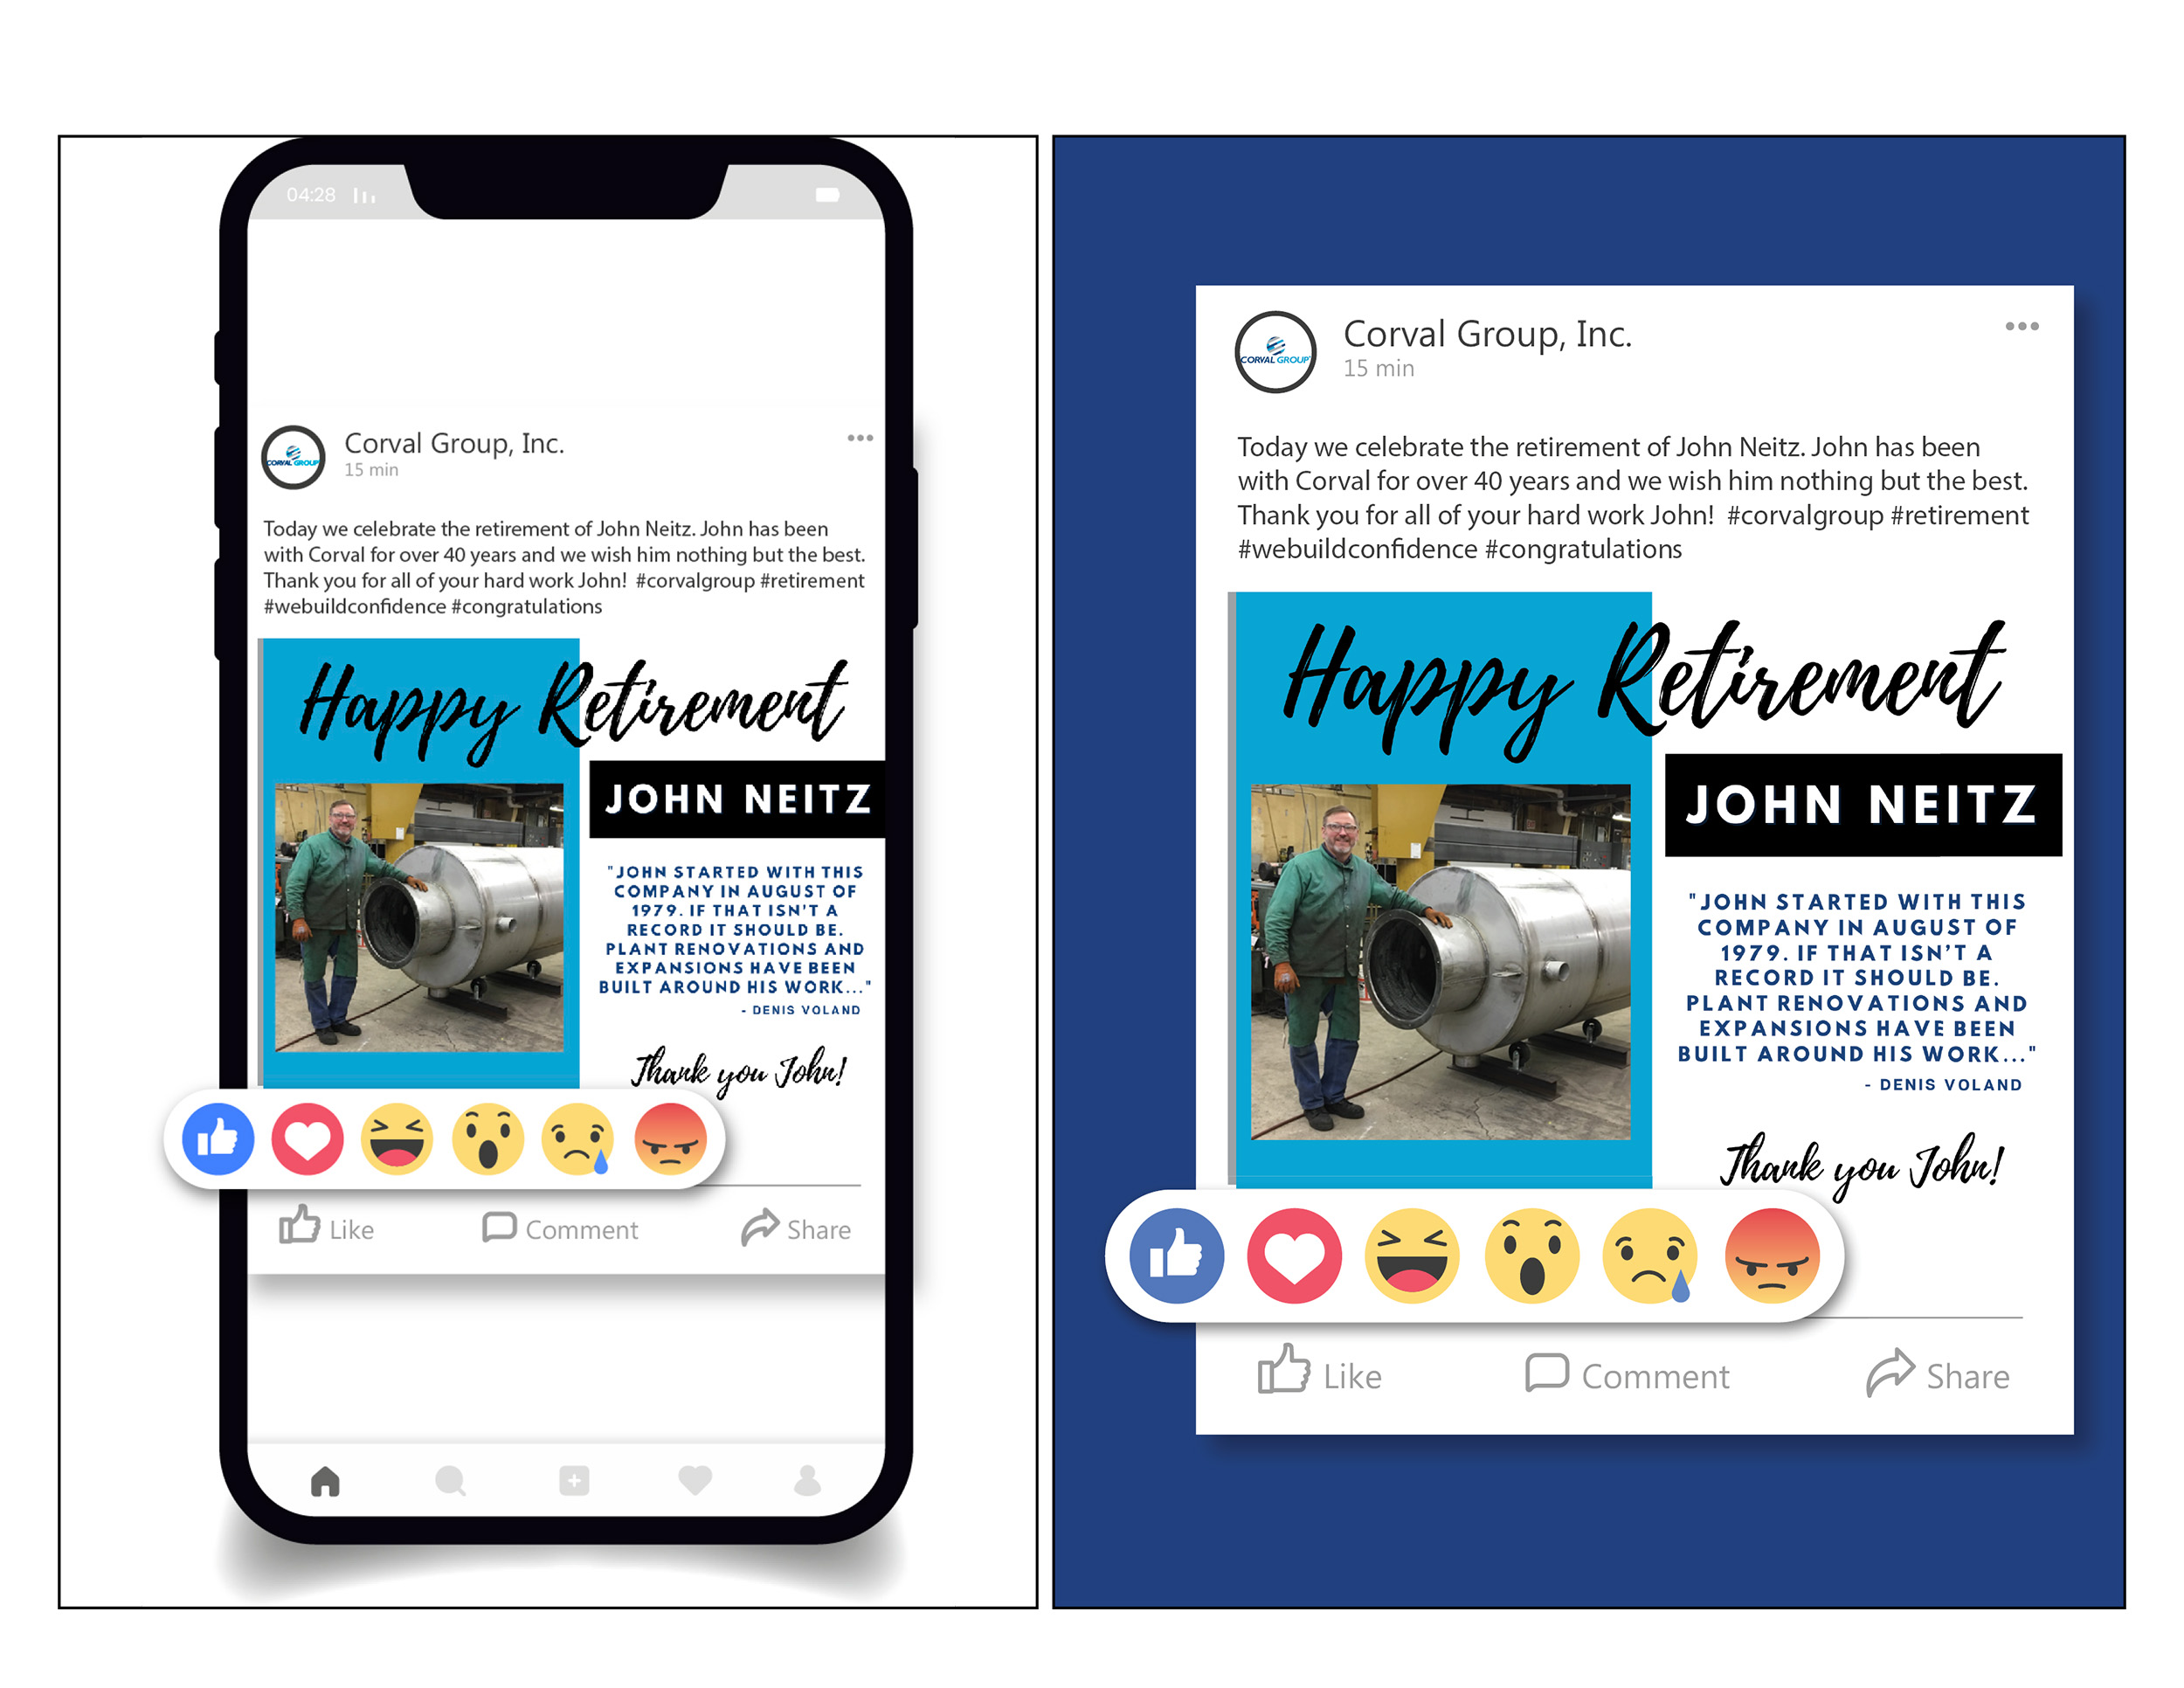 04:28
CORVAL GROUP
Corval Group, Inc.
15 min
Today we celebrate the retirement of John Neitz. John has been
with Corval for over 40 years and we wish him nothing but the best.
Thank you for all of your hard work John!  #corvalgroup #retirement
#webuildconfidence #congratulations
Happy Retirement
JOHN NEITZ
"JOHN STARTED WITH THIS
COMPANY IN AUGUST OF
1979. IF THAT ISN'T A
RECORD IT SHOULD BE.
PLANT RENOVATIONS AND
EXPANSIONS HAVE BEEN
BUILT AROUND HIS WORK..."
- DENIS VOLAND
Thank you John!
Like
Comment
Share
CORVAL GROUP
Corval Group, Inc.
15 min
Today we celebrate the retirement of John Neitz. John has been
with Corval for over 40 years and we wish him nothing but the best.
Thank you for all of your hard work John!  #corvalgroup #retirement
#webuildconfidence #congratulations
Happy Retirement
JOHN NEITZ
"JOHN STARTED WITH THIS
COMPANY IN AUGUST OF
1979. IF THAT ISN'T A
RECORD IT SHOULD BE.
PLANT RENOVATIONS AND
EXPANSIONS HAVE BEEN
BUILT AROUND HIS WORK..."
- DENIS VOLAND
Thank you John!
Like
Comment
Share